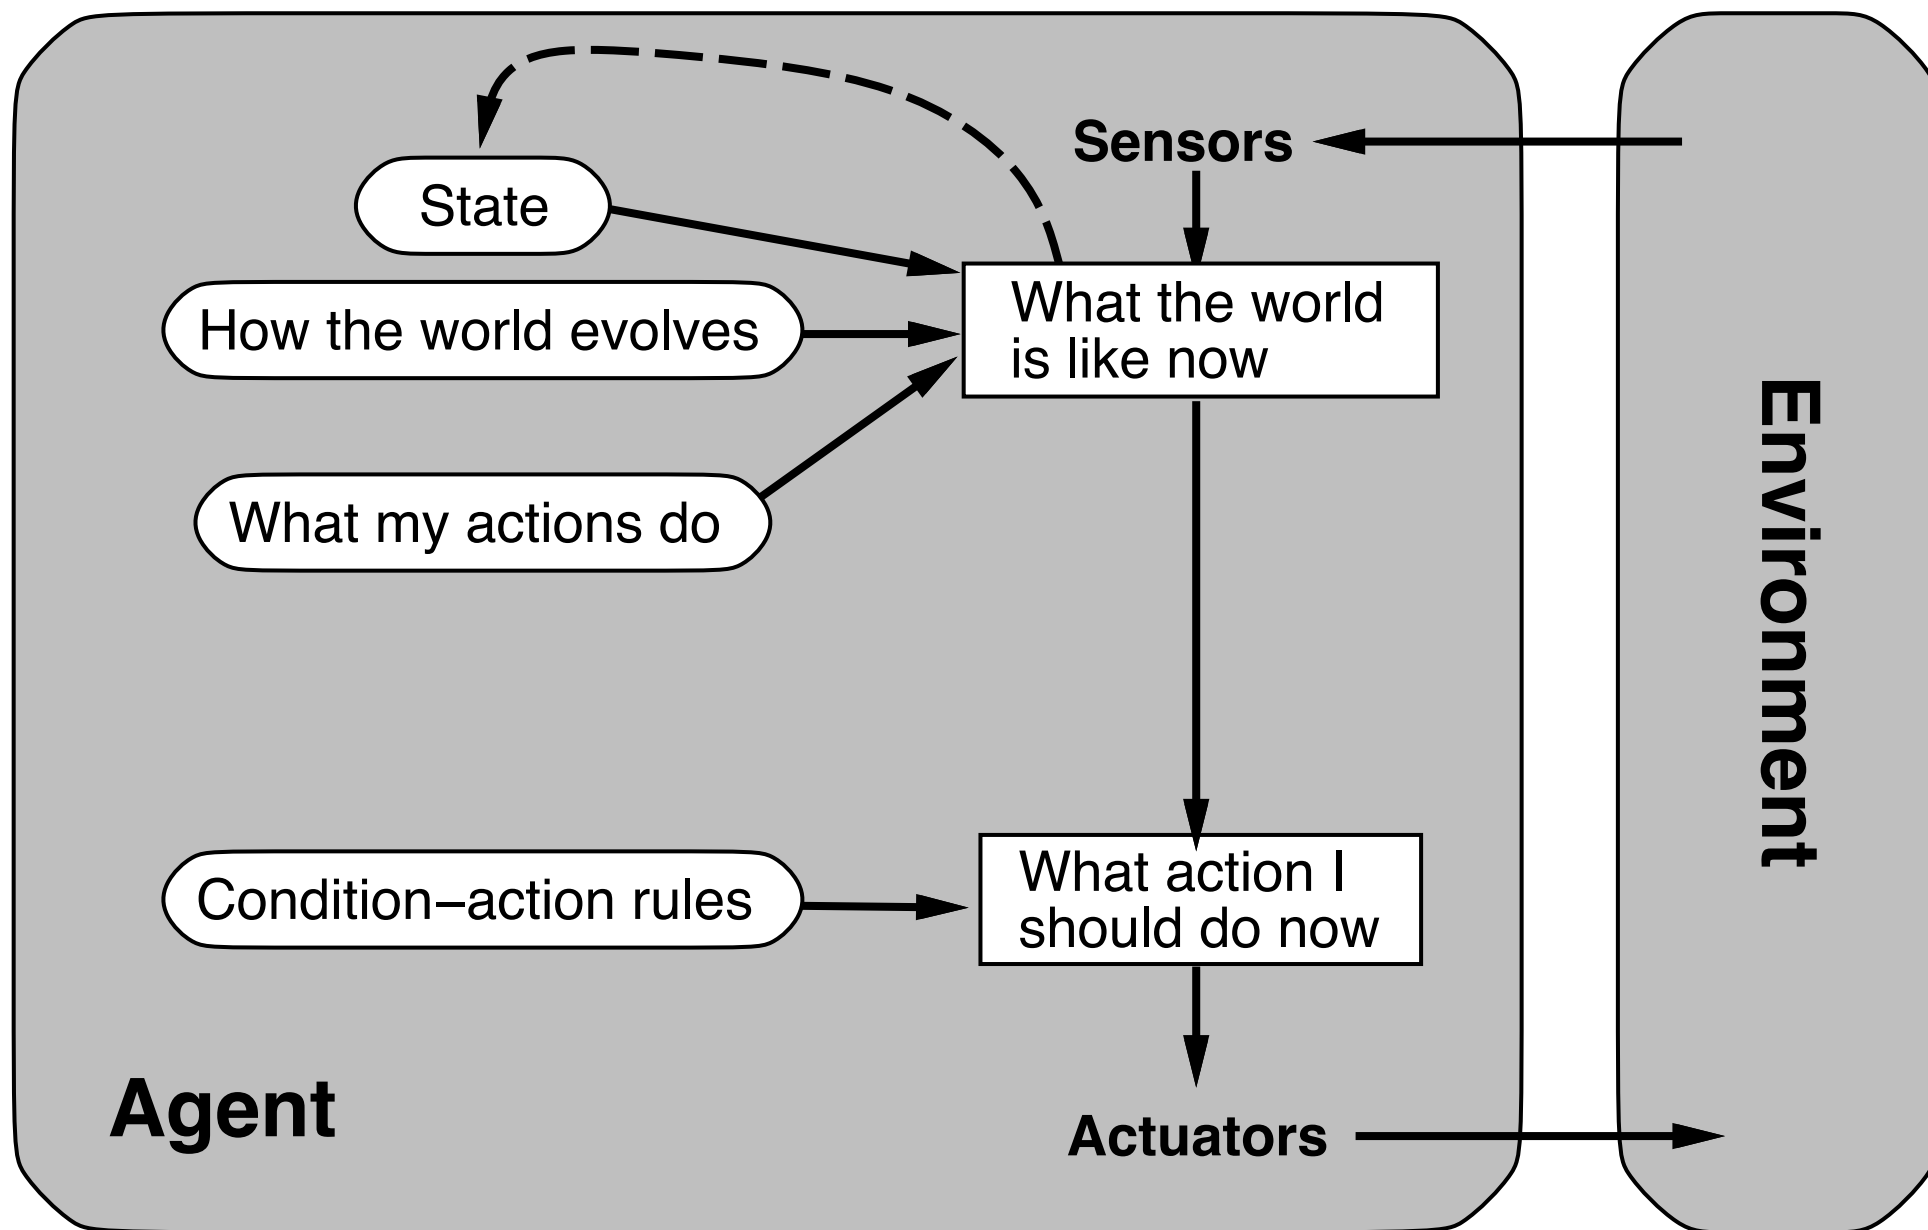 Sensors
State
What the world
is like now
How the world evolves
What my actions do
Environment
Condition–action rules
What action I
should do now
Agent
Actuators